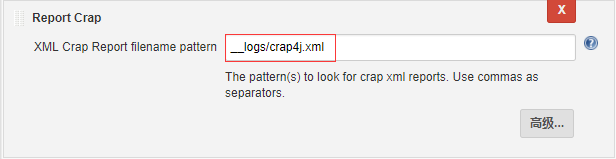 Report Crap
X
XML Crap Report filename pattern
__logs/crap4j.xml
?
The pattern(s) to look for crap xml reports. Use commas as
separators.
高级...